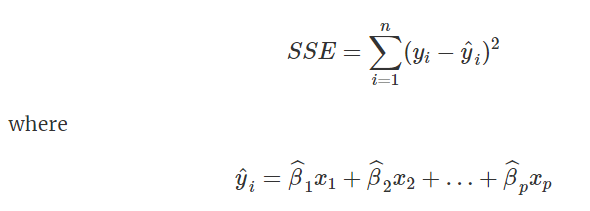 SSE = \sum_{i=1}^{n} (y_i - \hat{y}_i)^2
where
\hat{y}_i = \widehat{\beta}_1 x_1 + \widehat{\beta}_2 x_2 + \ldots + \widehat{\beta}_p x_p